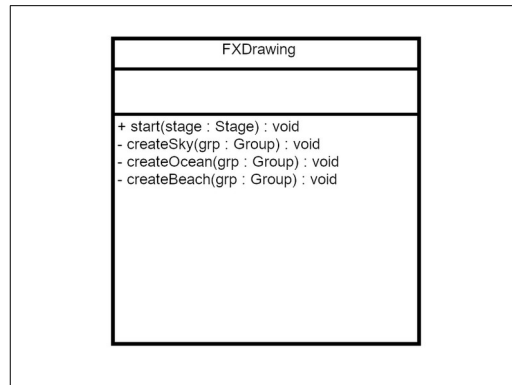 FXDrawing
+ start(stage : Stage) : void
- createSky(grp : Group) : void
- createOcean(grp : Group) : void
- createBeach(grp : Group) : void